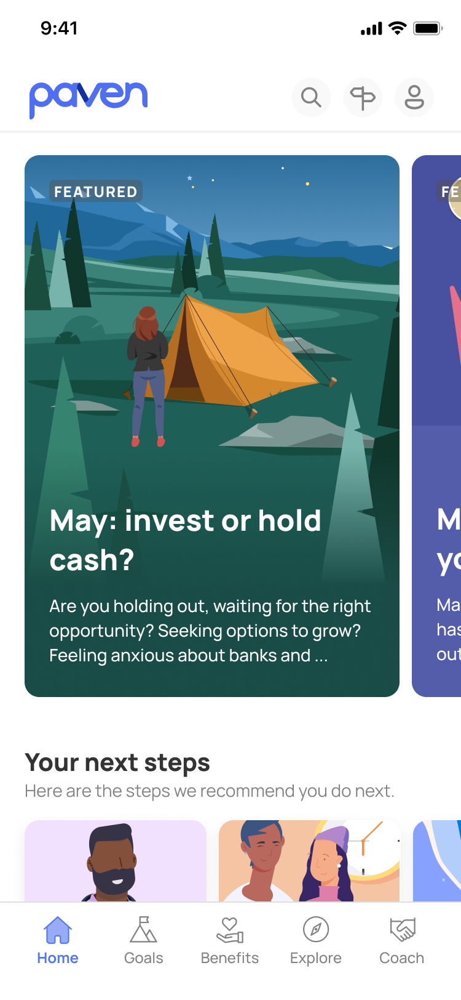 9:41
paven
FEATURED
May: invest or hold
cash?
Are you holding out, waiting for the right
opportunity? Seeking options to grow?
Feeling anxious about banks and ...
FE
M
yo
Ma
has
out
Your next steps
Here are the steps we recommend you do next.
Home
Goals
Benefits
Explore
Coach